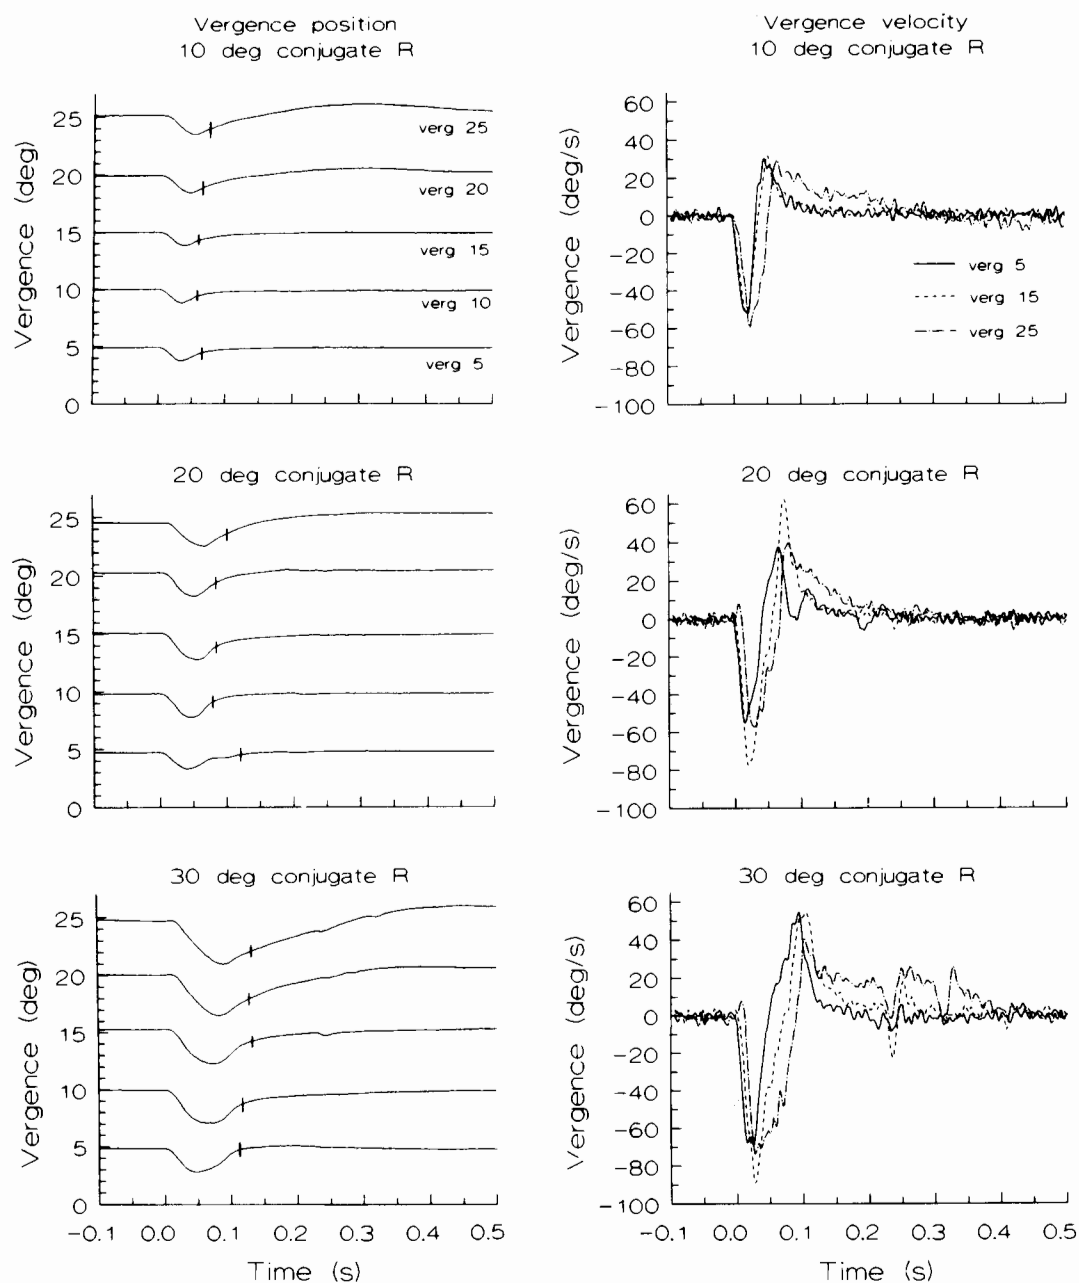 Vergence position
10 deg conjugate R
Vergence (deg)
25
20
15
10
5
0
verg 25
verg 20
verg 15
verg 10
verg 5
Vergence velocity
10 deg conjugate R
Vergence (deg/s)
60
40
20
0
-20
-40
-60
-80
-100
verg 5
verg 15
verg 25
20 deg conjugate R
Vergence (deg)
25
20
15
10
5
0
20 deg conjugate R
Vergence (deg/s)
60
40
20
0
-20
-40
-60
-80
-100
30 deg conjugate R
Vergence (deg)
25
20
15
10
5
0
-0.1 0.0 0.1 0.2 0.3 0.4 0.5
Time (s)
30 deg conjugate R
Vergence (deg/s)
60
40
20
0
-20
-40
-60
-80
-100
-0.1 0.0 0.1 0.2 0.3 0.4 0.5
Time (s)